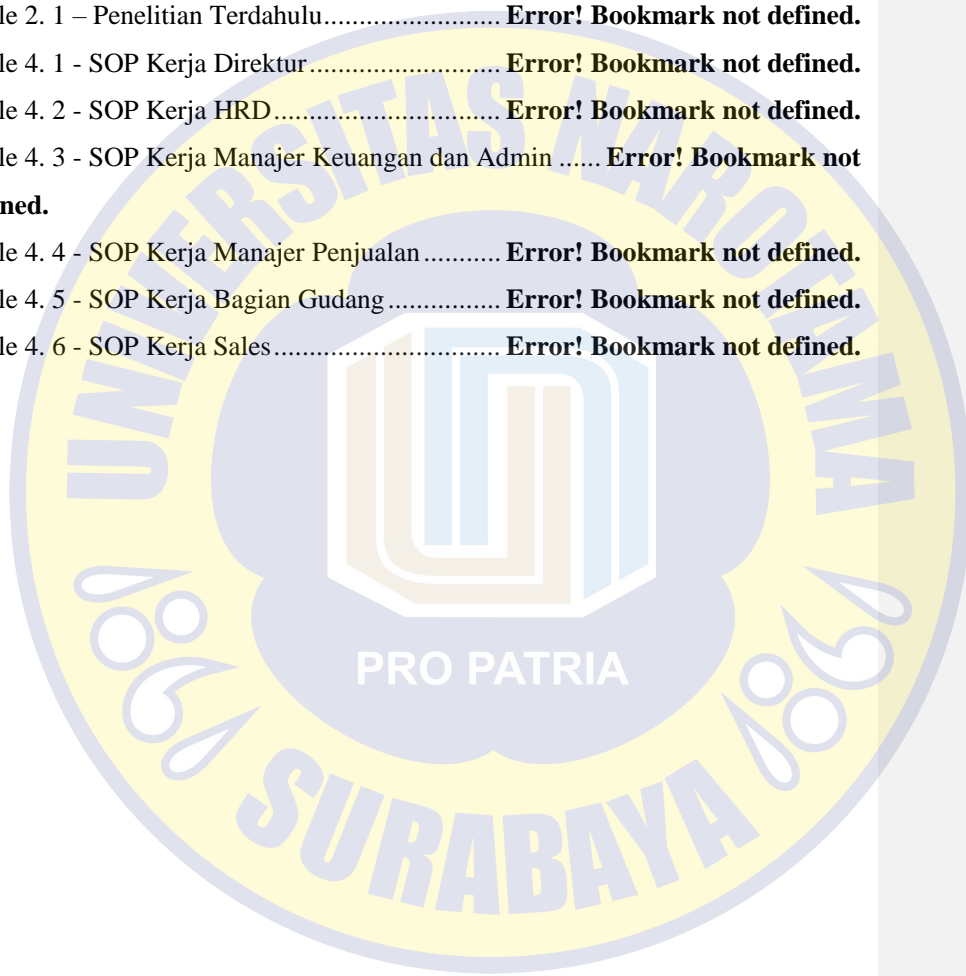 le 2. 1 – Penelitian Terdahulu.............................. Error! Bookmark not defined.
le 4. 1 - SOP Kerja Direktur................................. Error! Bookmark not defined.
le 4. 2 - SOP Kerja HRD....................................... Error! Bookmark not defined.
le 4. 3 - SOP Kerja Manajer Keuangan dan Admin ...... Error! Bookmark not
ned.
le 4. 4 - SOP Kerja Manajer Penjualan........... Error! Bookmark not defined.
le 4. 5 - SOP Kerja Bagian Gudang................ Error! Bookmark not defined.
le 4. 6 - SOP Kerja Sales....................................... Error! Bookmark not defined.
UNIVERSITAS NAROTAMA
PRO PATRIA
SURABAYA
1981